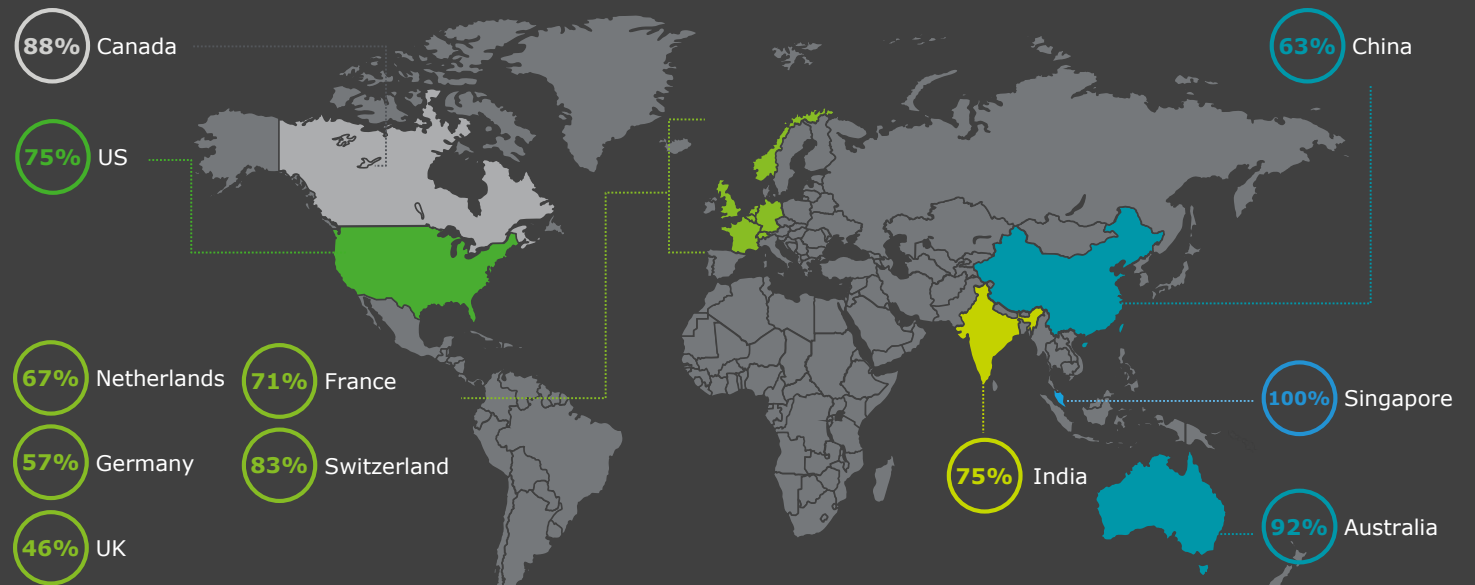 88% Canada
63% China
75% US
67% Netherlands
71% France
100% Singapore
57% Germany
83% Switzerland
75% India
92% Australia
46% UK